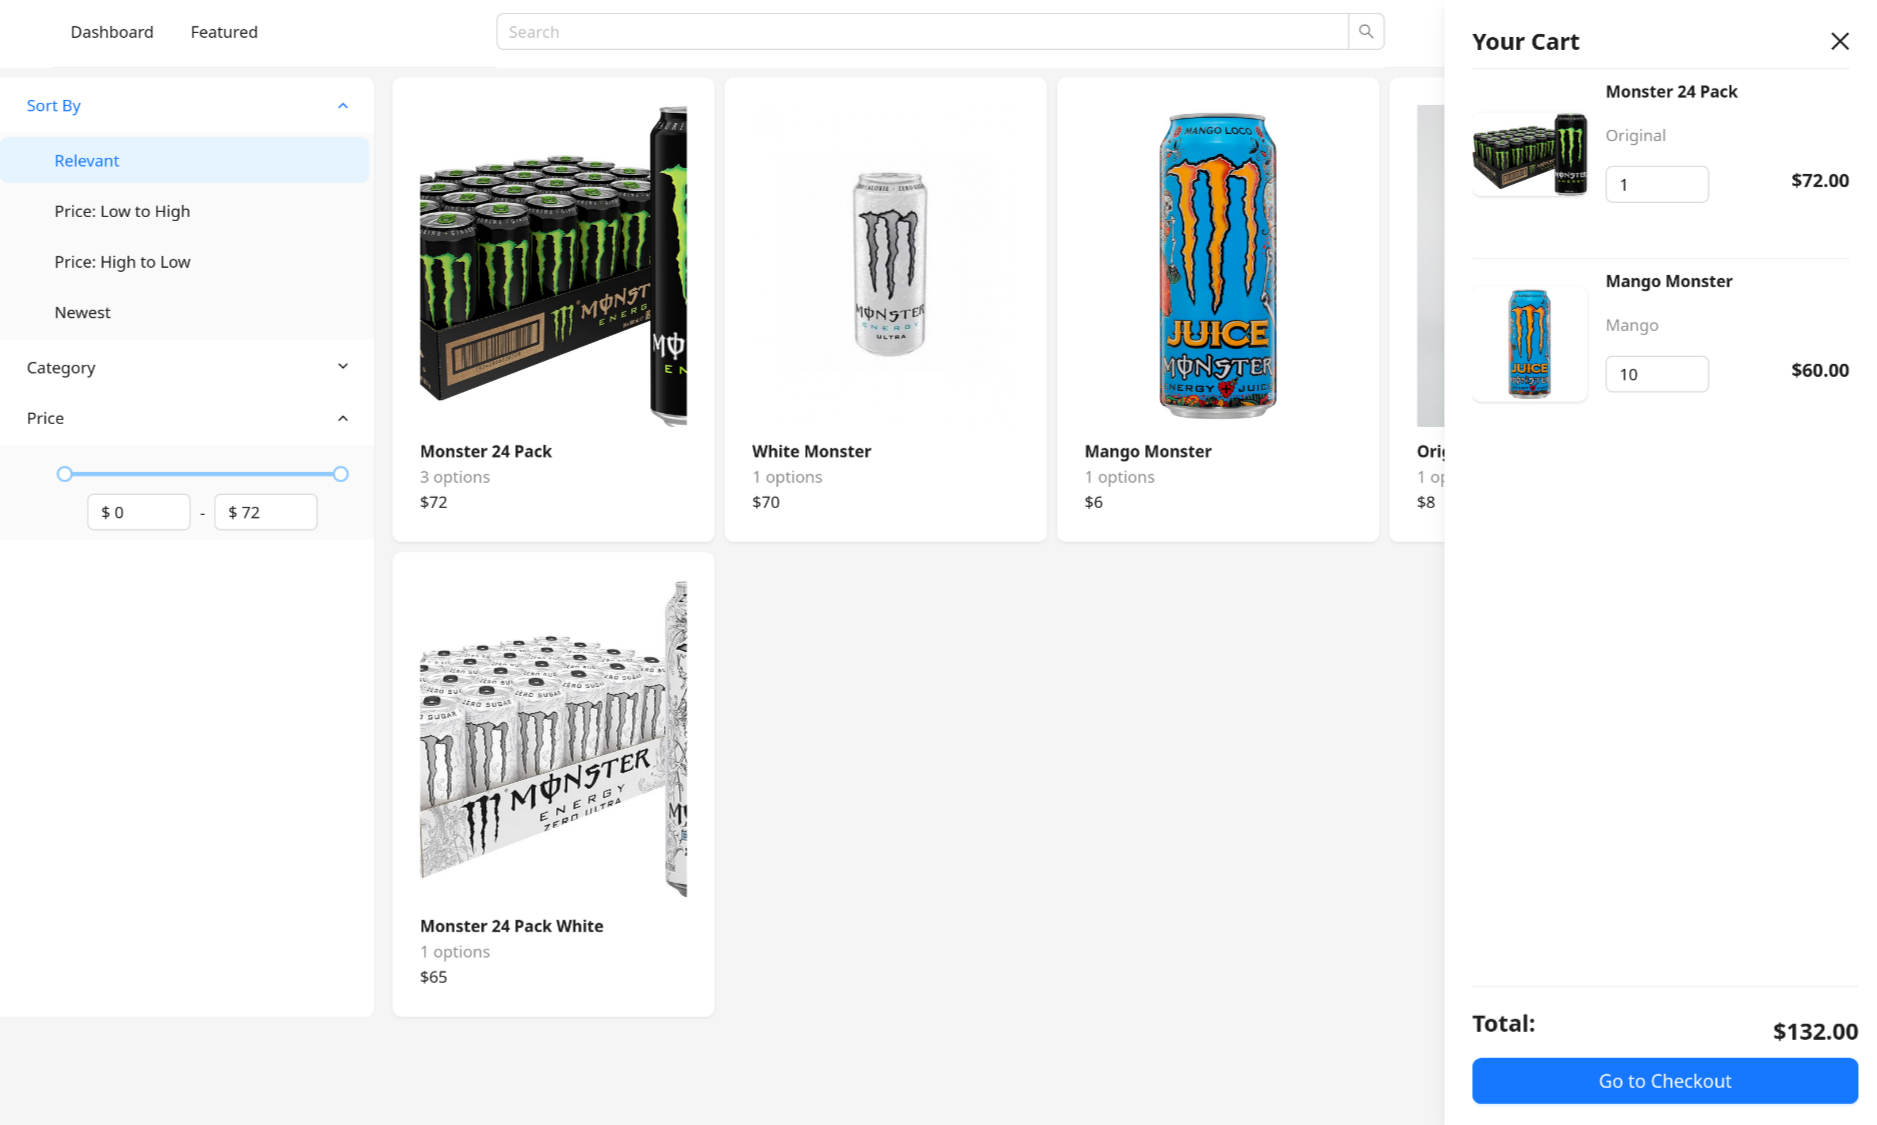 Dashboard
Featured
Search
Your Cart
Sort By
Relevant
Price: Low to High
Price: High to Low
Newest
Category
Price
$ 0
-
$ 72
MONSTER
ENERGY
Monster 24 Pack
3 options
$72
MONSTER
ENERGY
ULTRA
White Monster
1 options
$70
MANGO LOCO
JUICE
MONSTER
ENERGY JUICE
Mango Monster
1 options
$6
Orig
1 op
$8
ZERO SUGAR
MONSTER
ENERGY
ZERO ULTRA
Monster 24 Pack White
1 options
$65
Monster 24 Pack
Original
1
$72.00
Mango Monster
Mango
10
$60.00
Total:
$132.00
Go to Checkout